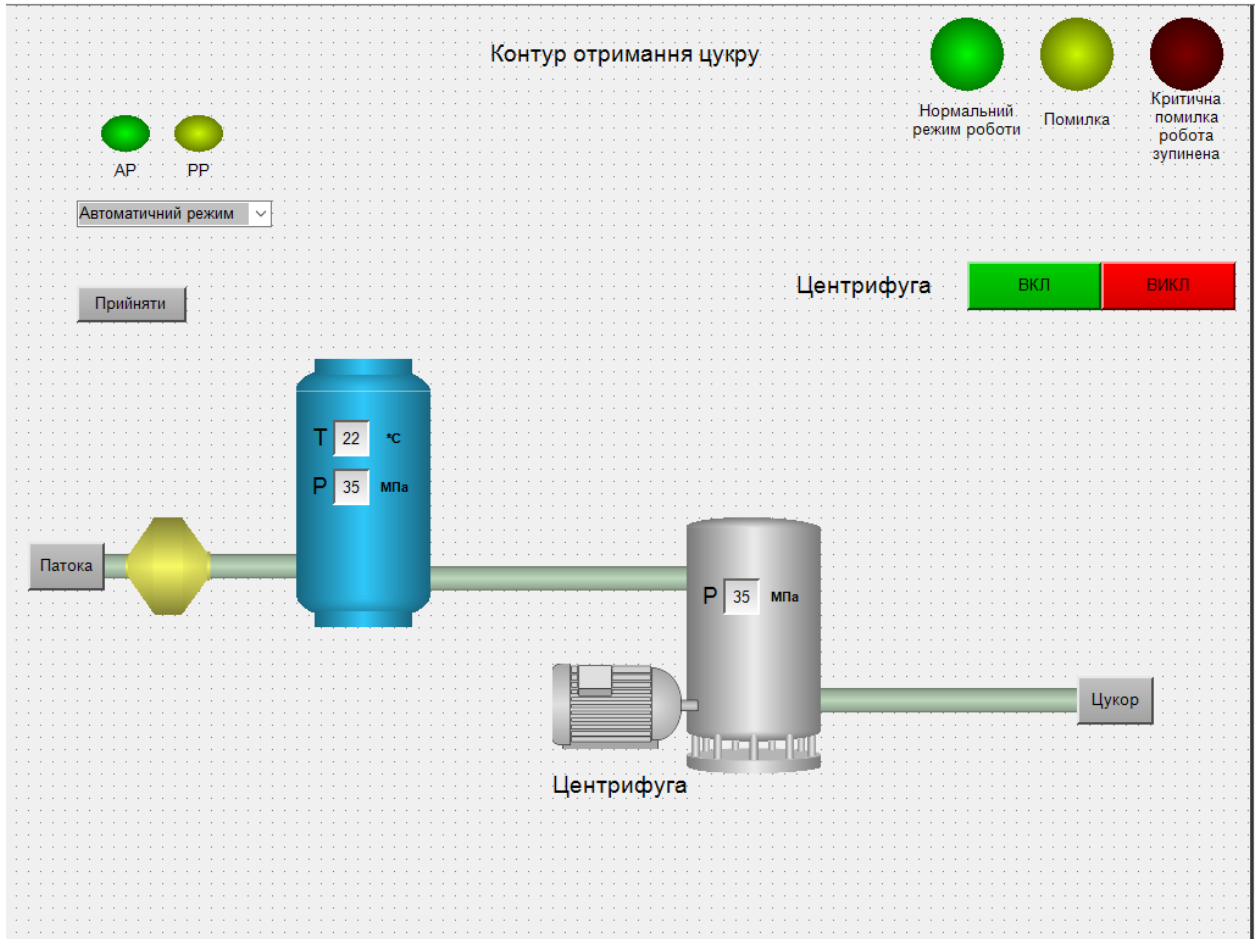 Контур отримання цукру
Нормальний
режим роботи
Помилка
Критична
помилка
робота
зупинена
АР
РР
Автоматичний режим
Прийняти
Центрифуга
ВКЛ
ВИКЛ
Т 22 °С
Р 35 МПа
Патока
Р 35 МПа
Цукор
Центрифуга